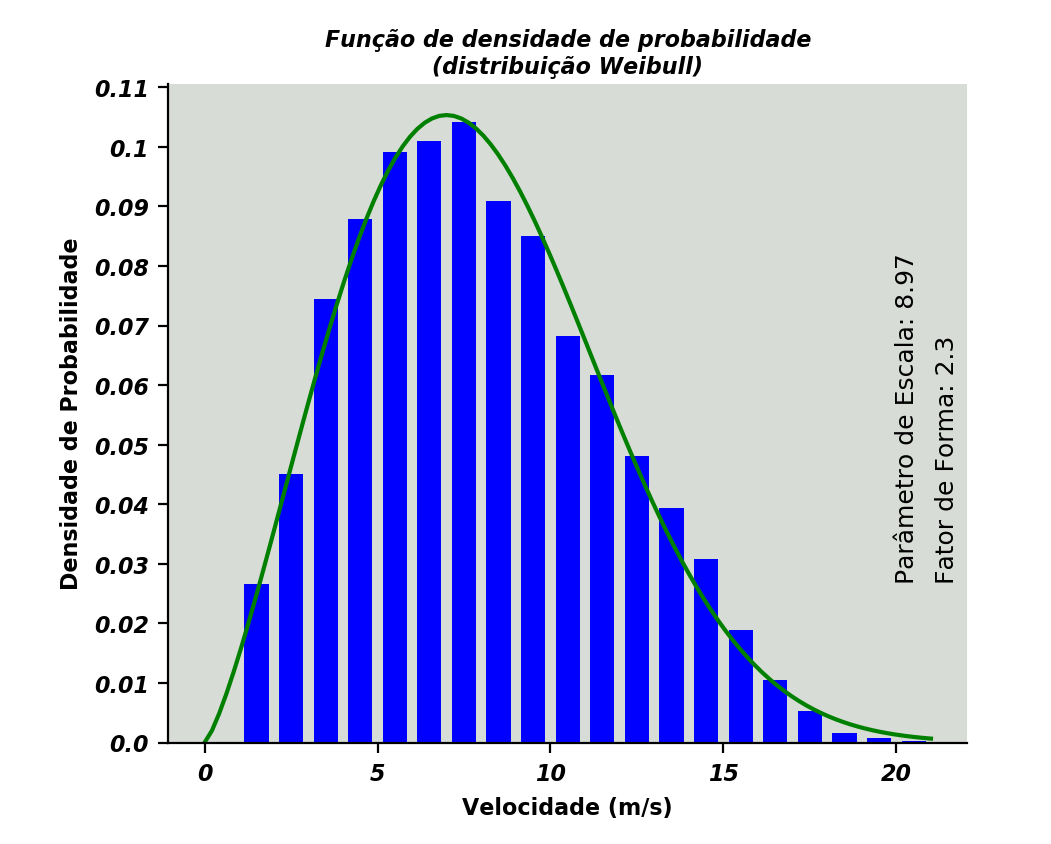 Função de densidade de probabilidade
(distribuição Weibull)
Densidade de Probabilidade
0.11
0.1
0.09
0.08
0.07
0.06
0.05
0.04
0.03
0.02
0.01
0.0
Parâmetro de Escala: 8.97
Fator de Forma: 2.3
0 5 10 15 20
Velocidade (m/s)